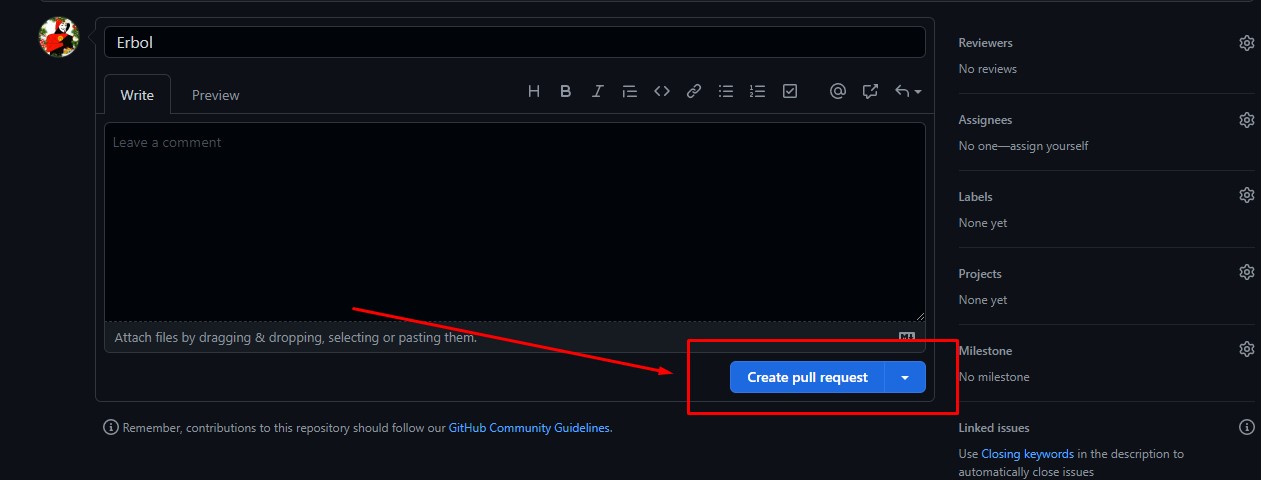 Erbol
Write Preview
Leave a comment
Attach files by dragging & dropping, selecting or pasting them.
Create pull request
Remember, contributions to this repository should follow our GitHub Community Guidelines.
Reviewers
No reviews
Assignees
No one—assign yourself
Labels
None yet
Projects
None yet
Milestone
No milestone
Linked issues
Use Closing keywords in the description to
automatically close issues